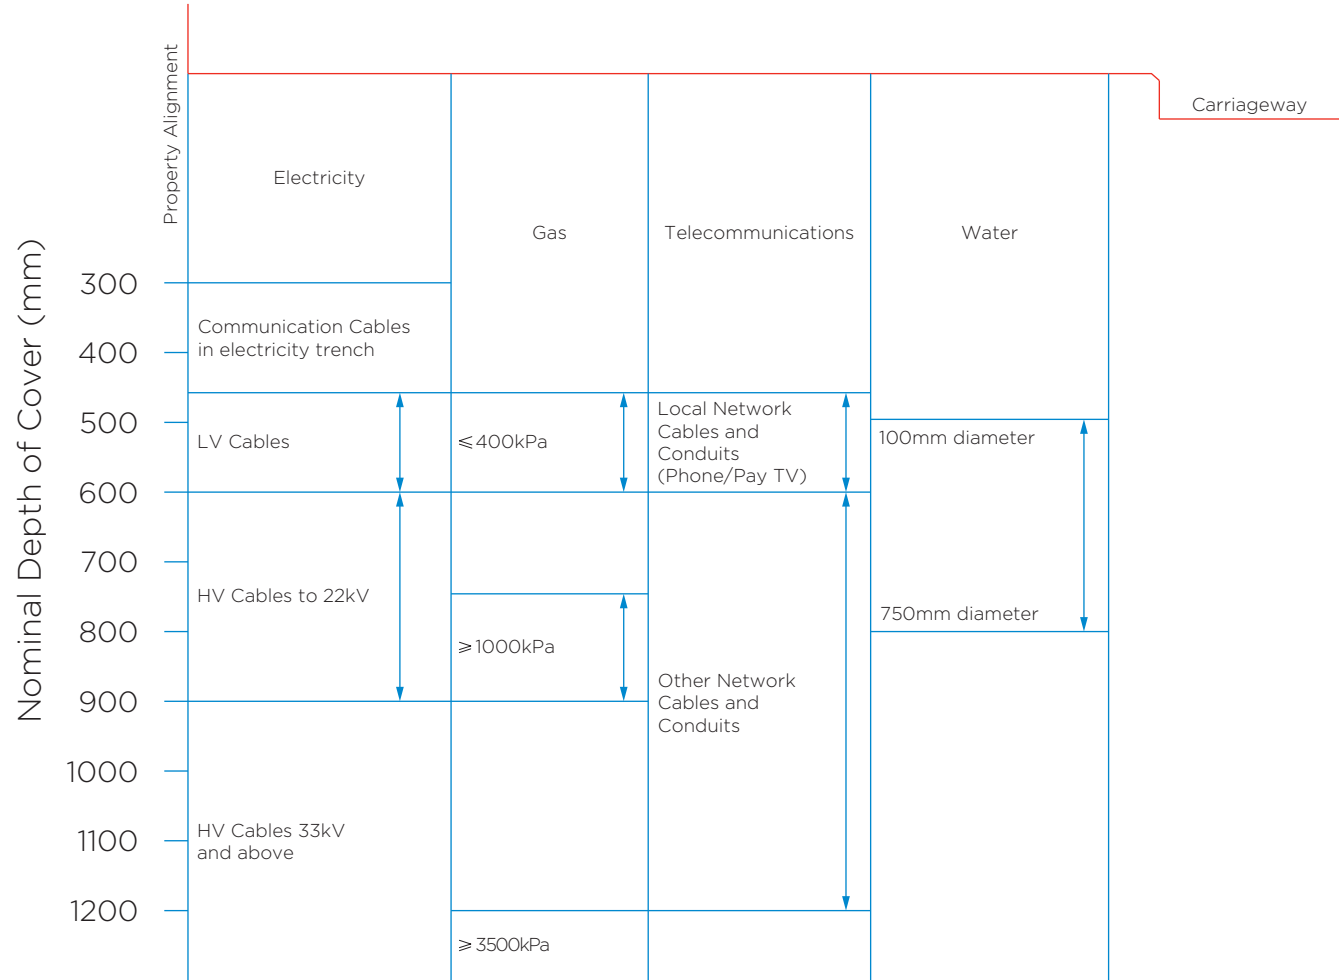 Property Alignment
Carriageway
Electricity
Gas
Telecommunications
Water
Nominal Depth of Cover (mm)
300
400
500
600
700
800
900
1000
1100
1200
Communication Cables
in electricity trench
LV Cables
HV Cables to 22kV
HV Cables 33kV
and above
≤ 400kPa
≥ 1000kPa
≥ 3500kPa
Local Network
Cables and
Conduits
(Phone/Pay TV)
Other Network
Cables and
Conduits
100mm diameter
750mm diameter